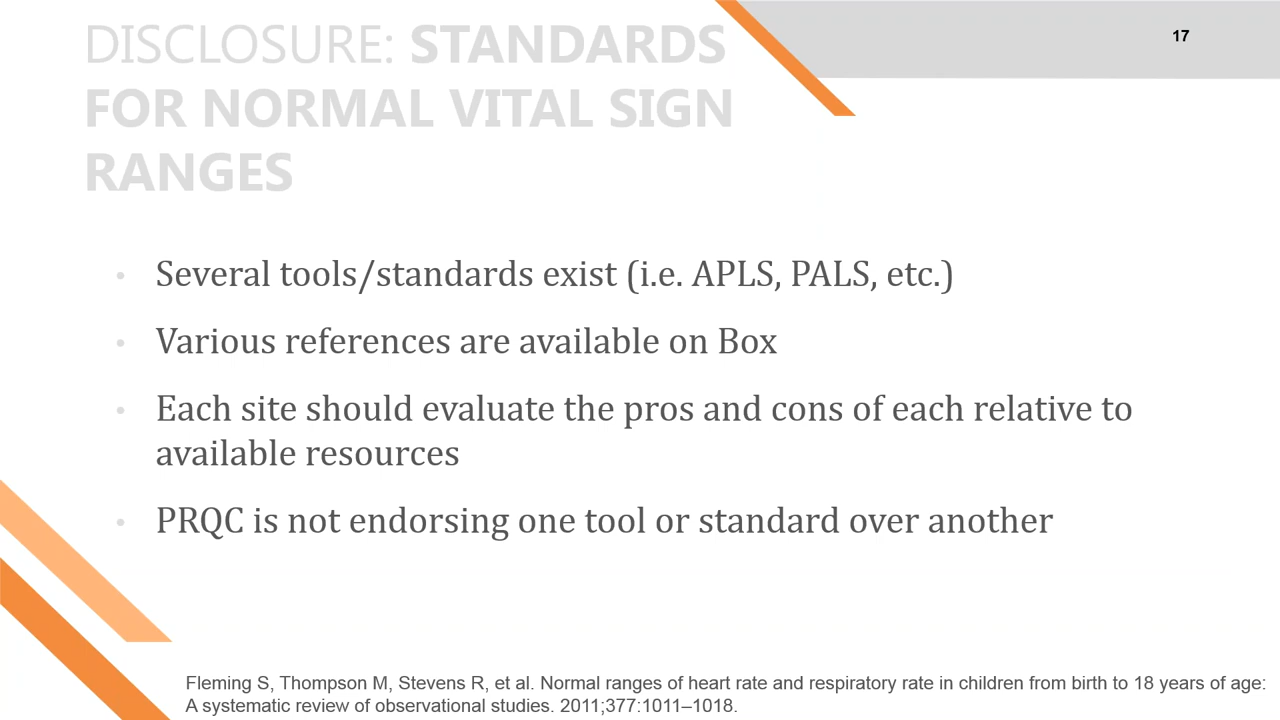 17
DISCLOSURE: STANDARDS
FOR NORMAL VITAL SIGN
RANGES
• Several tools/standards exist (i.e. APLS, PALS, etc.)
• Various references are available on Box
• Each site should evaluate the pros and cons of each relative to
available resources
• PRQC is not endorsing one tool or standard over another
Fleming S, Thompson M, Stevens R, et al. Normal ranges of heart rate and respiratory rate in children from birth to 18 years of age:
A systematic review of observational studies. 2011;377:1011–1018.